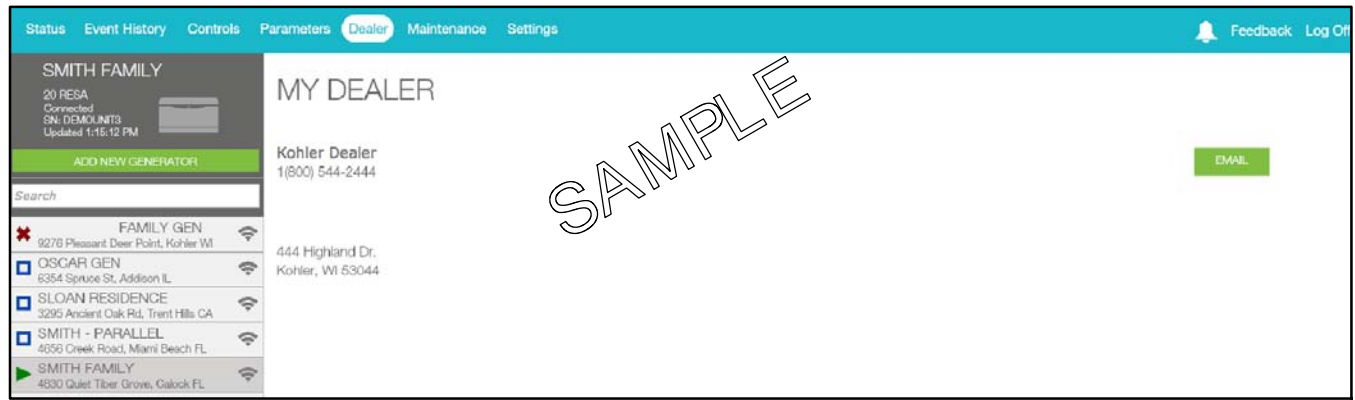 Status Event History Controls Parameters Dealer Maintenance Settings Feedback Log Off
SMITH FAMILY
20 RESA
Connected
SN: DEMOUNIT3
Updated 1:15:12 PM
ADD NEW GENERATOR
Search
FAMILY GEN
9276 Pleasant Deer Point, Kohler WI
OSCAR GEN
6354 Spruce St, Addison IL
SLOAN RESIDENCE
3295 Ancient Oak Rd, Trent Hills CA
SMITH - PARALLEL
4656 Creek Road, Miami Beach FL
SMITH FAMILY
4830 Quiet Tiber Grove, Galock FL
MY DEALER
SAMPLE
Kohler Dealer
1(800) 544-2444
EMAIL
444 Highland Dr.
Kohler, WI 53044